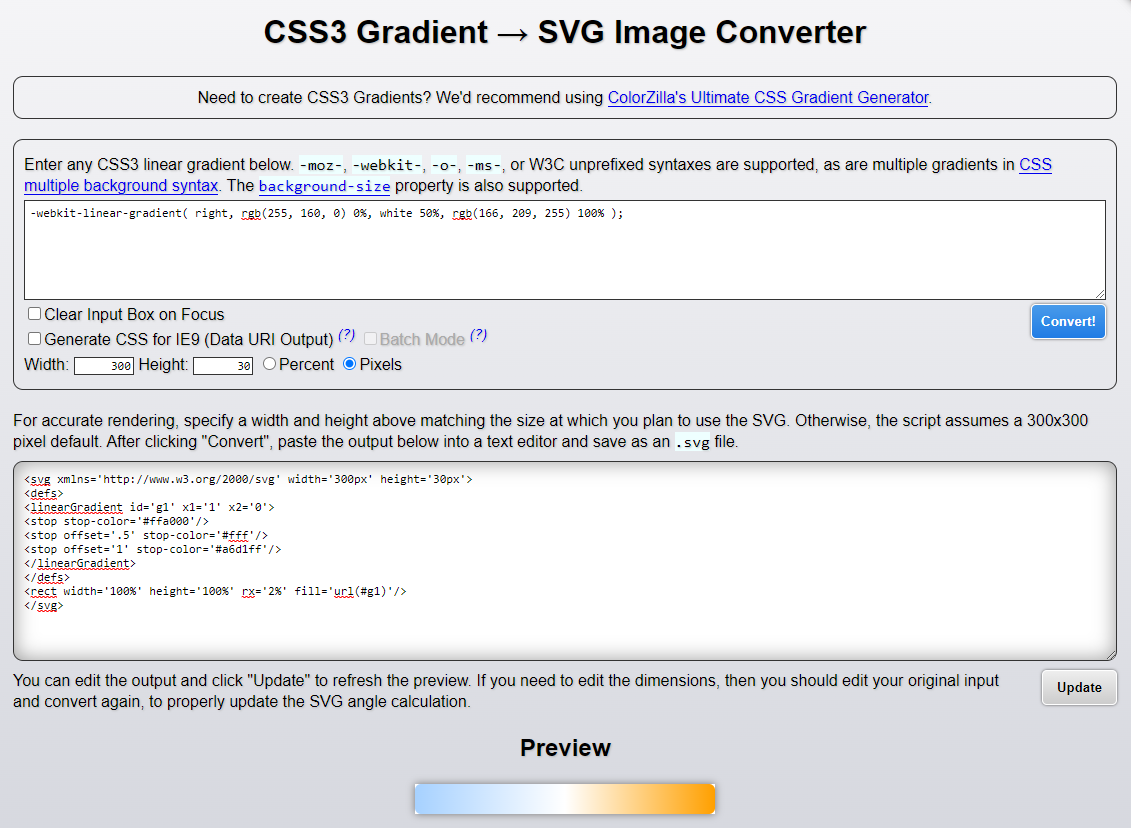 CSS3 Gradient → SVG Image Converter
Need to create CSS3 Gradients? We'd recommend using ColorZilla's Ultimate CSS Gradient Generator.
Enter any CSS3 linear gradient below. -moz-, -webkit-, -o-, -ms-, or W3C unprefixed syntaxes are supported, as are multiple gradients in CSS
multiple background syntax. The background-size property is also supported.
-webkit-linear-gradient( right, rgb(255, 160, 0) 0%, white 50%, rgb(166, 209, 255) 100% );
Clear Input Box on Focus
Generate CSS for IE9 (Data URI Output) (?) Batch Mode (?)
Convert!
Width: 300 Height: 30 Percent Pixels
For accurate rendering, specify a width and height above matching the size at which you plan to use the SVG. Otherwise, the script assumes a 300x300
pixel default. After clicking "Convert", paste the output below into a text editor and save as an .svg file.
<svg xmlns='http://www.w3.org/2000/svg' width='300px' height='30px'>
<defs>
<linearGradient id='g1' x1='1' x2='0'>
<stop stop-color='#ffa000'/>
<stop offset='.5' stop-color='#fff'/>
<stop offset='1' stop-color='#a6d1ff'/>
</linearGradient>
</defs>
<rect width='100%' height='100%' rx='2%' fill='url(#g1)'/>
</svg>
You can edit the output and click "Update" to refresh the preview. If you need to edit the dimensions, then you should edit your original input
and convert again, to properly update the SVG angle calculation.
Update
Preview